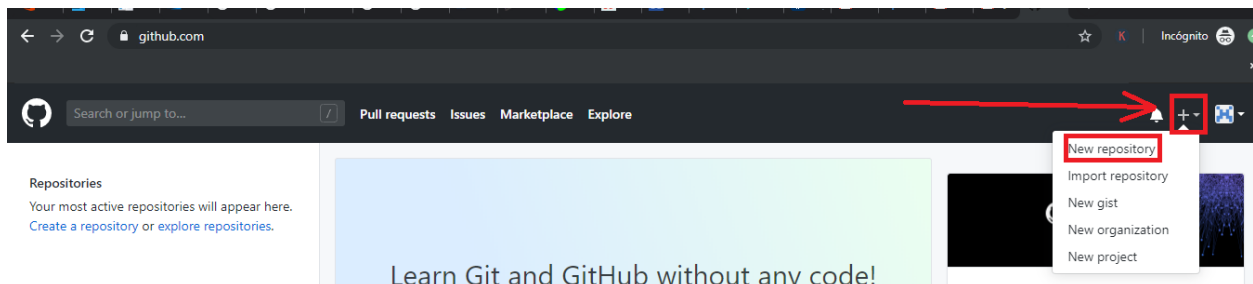 github.com
K
Incógnito
Search or jump to...
/
Pull requests Issues Marketplace Explore
New repository
Import repository
New gist
New organization
New project
Repositories
Your most active repositories will appear here.
Create a repository or explore repositories.
Learn Git and GitHub without any code!